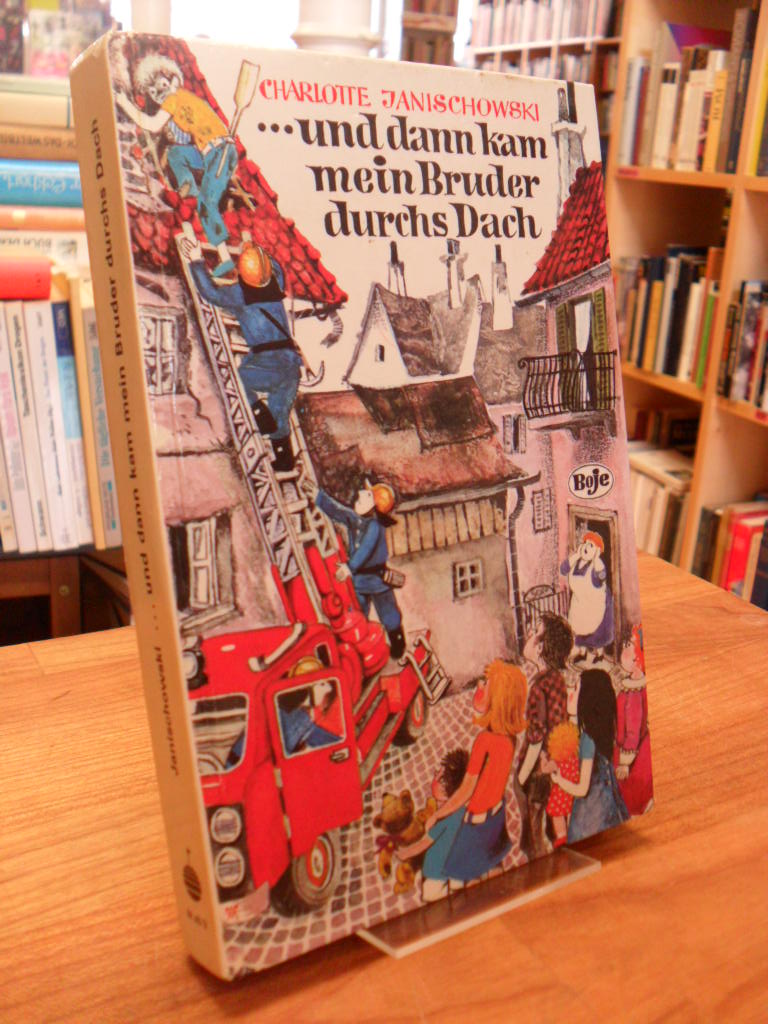 CHARLOTTE JANISCHOWSKI
...und dann kam
mein Bruder
durchs Dach
Boje
Janischowski ... und dann kam mein Bruder durchs Dach